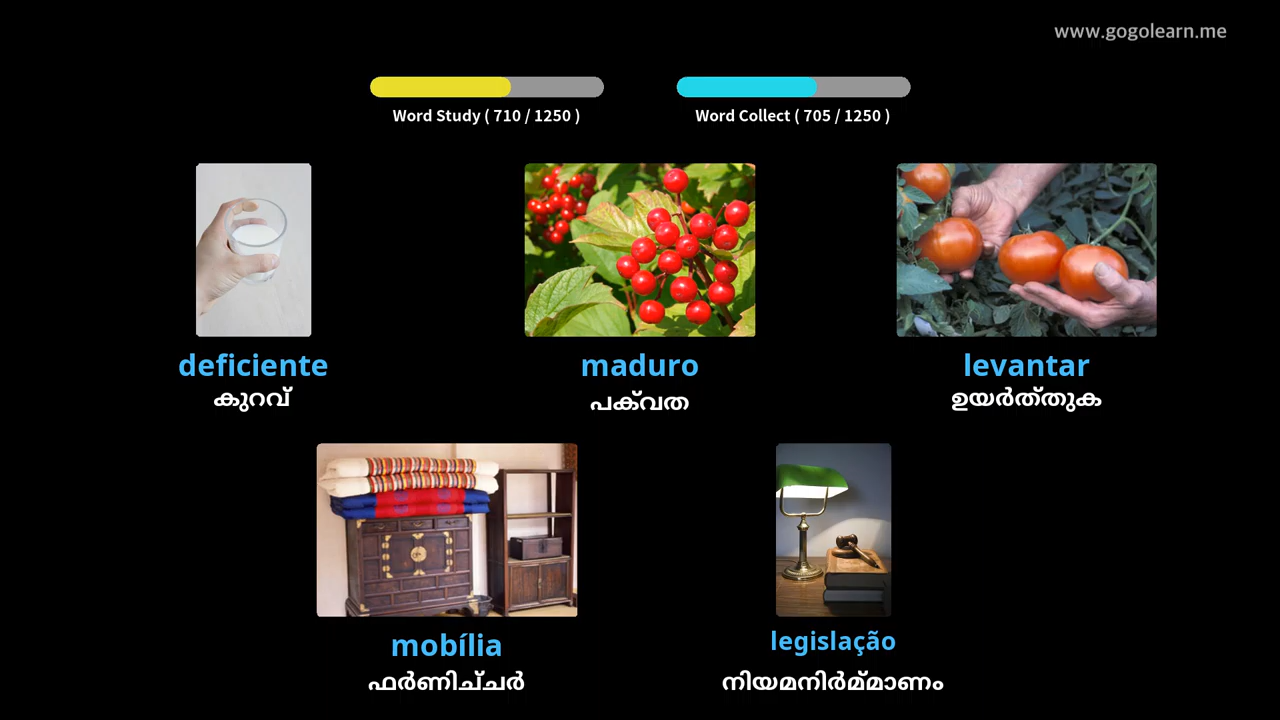 www.gogolearn.me
Word Study ( 710 / 1250 )
Word Collect ( 705 / 1250 )
deficiente
കുറവ്
maduro
പക്വത
levantar
ഉയർത്തുക
mobília
ഫർണിച്ചർ
legislação
നിയമനിർമ്മാണം